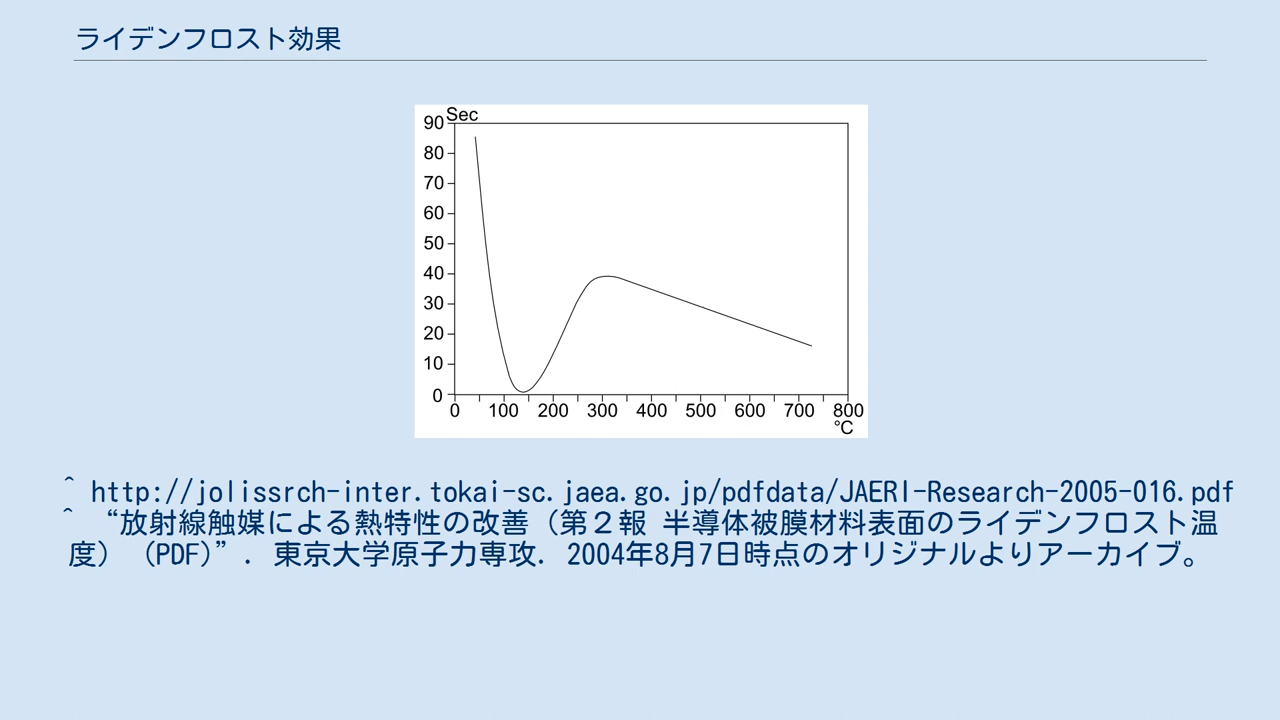 ライデンフロスト効果
Sec
90
80
70
60
50
40
30
20
10
0
0 100 200 300 400 500 600 700 800
℃
^ http://jolissrch-inter.tokai-sc.jaea.go.jp/pdfdata/JAERI-Research-2005-016.pdf
^ “放射線触媒による熱特性の改善（第２報 半導体被膜材料表面のライデンフロスト温
度）（PDF）”. 東京大学原子力専攻. 2004年8月7日時点のオリジナルよりアーカイブ。